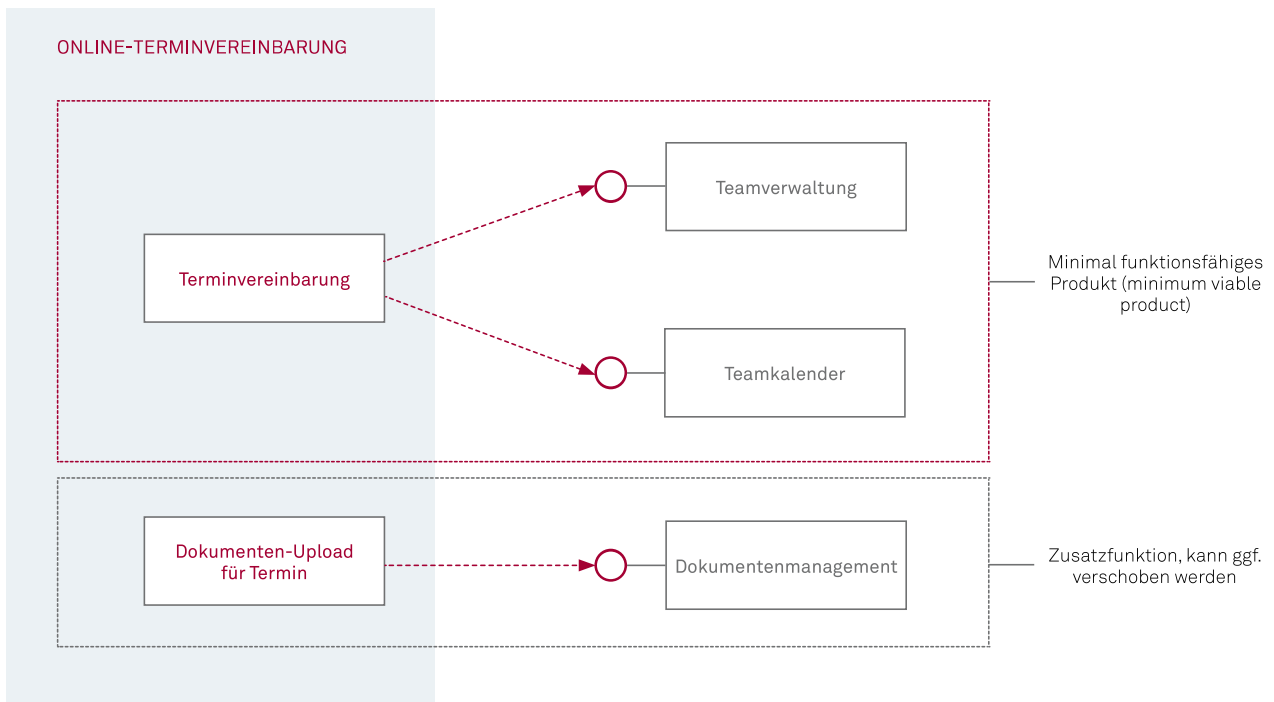 ONLINE-TERMINVEREINBARUNG
Teamverwaltung
Terminvereinbarung
Minimal funktionsfähiges
Produkt (minimum viable
product)
Teamkalender
Dokumenten-Upload
für Termin
Dokumentenmanagement
Zusatzfunktion, kann ggf.
verschoben werden